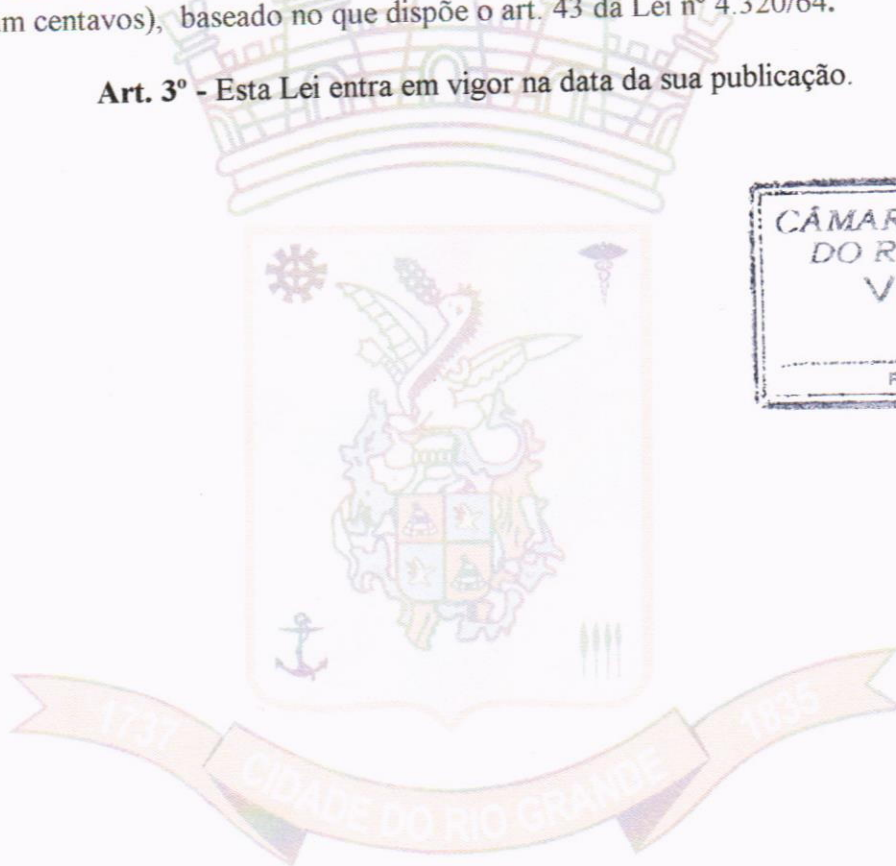 m centavos), baseado no que dispõe o art. 43 da Lei nº 4.320/64.
Art. 3º - Esta Lei entra em vigor na data da sua publicação.
CÂMAR
DO R
V
1737
CIDADE DO RIO GRANDE
1835